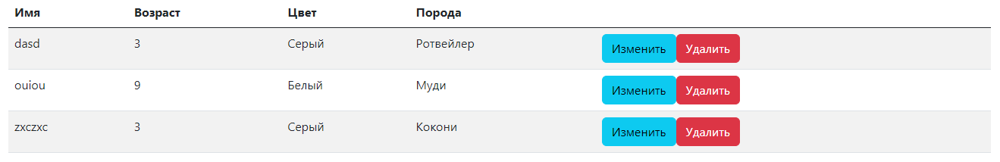 Имя Возраст Цвет Порода
dasd 3 Серый Ротвейлер Изменить Удалить
ouiou 9 Белый Муди Изменить Удалить
zxczxc 3 Серый Кокони Изменить Удалить